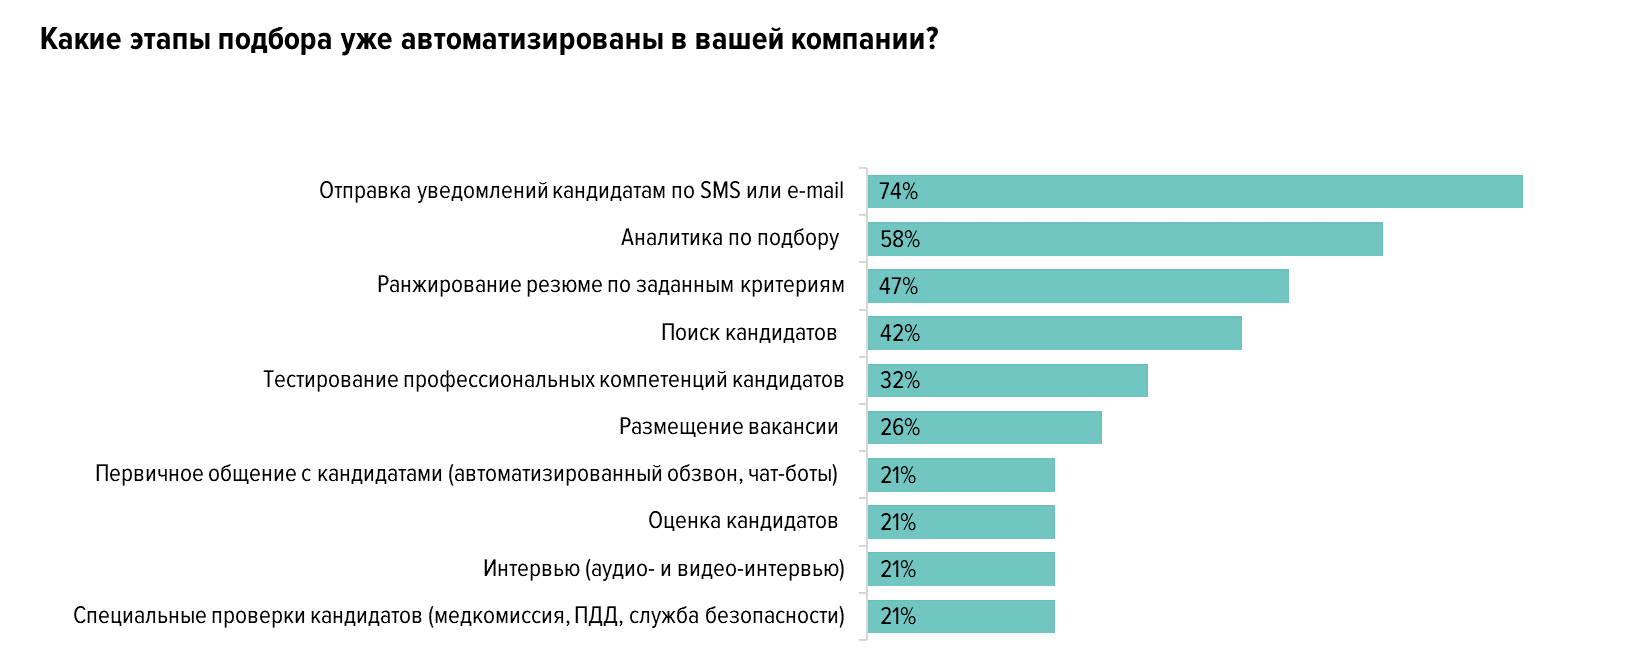 Какие этапы подбора уже автоматизированы в вашей компании?
Отправка уведомлений кандидатам по SMS или e-mail 74%
Аналитика по подбору 58%
Ранжирование резюме по заданным критериям 47%
Поиск кандидатов 42%
Тестирование профессиональных компетенций кандидатов 32%
Размещение вакансии 26%
Первичное общение с кандидатами (автоматизированный обзвон, чат-боты) 21%
Оценка кандидатов 21%
Интервью (аудио- и видео-интервью) 21%
Специальные проверки кандидатов (медкомиссия, ПДД, служба безопасности) 21%